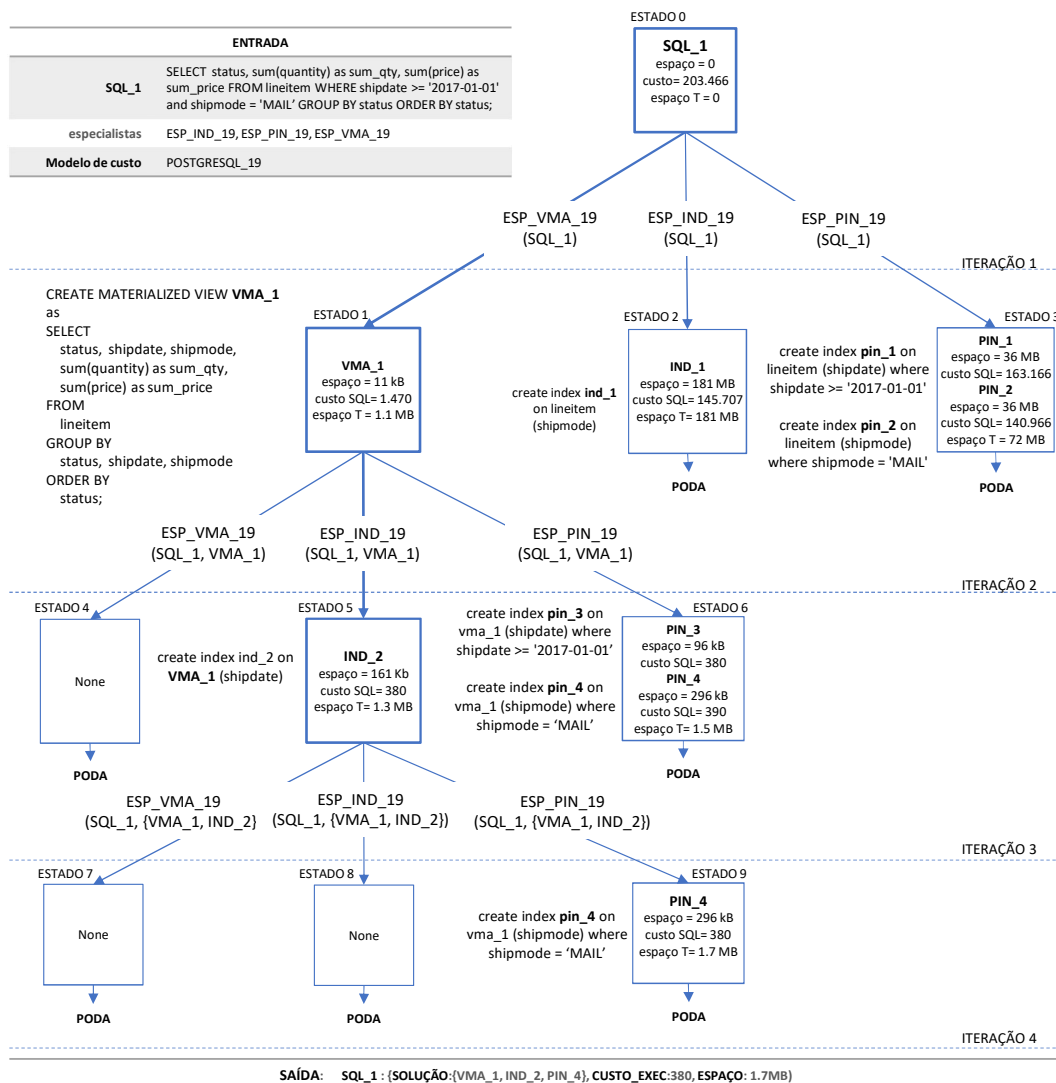 ESTADO 0
SQL_1
espaço = 0
custo= 203.466
espaço T = 0
ENTRADA
SQL_1
SELECT status, sum(quantity) as sum_qty, sum(price) as
sum_price FROM lineitem WHERE shipdate >= '2017-01-01'
and shipmode = 'MAIL’ GROUP BY status ORDER BY status;
especialistas
ESP_IND_19, ESP_PIN_19, ESP_VMA_19
Modelo de custo
POSTGRESQL_19
ESP_VMA_19
(SQL_1)
ESP_IND_19
(SQL_1)
ESP_PIN_19
(SQL_1)
ITERAÇÃO 1
CREATE MATERIALIZED VIEW VMA_1
as
SELECT
status, shipdate, shipmode,
sum(quantity) as sum_qty,
sum(price) as sum_price
FROM
lineitem
GROUP BY
status, shipdate, shipmode
ORDER BY
status;
ESTADO 1
VMA_1
espaço = 11 kB
custo SQL= 1.470
espaço T = 1.1 MB
create index ind_1
on lineitem
(shipmode)
ESTADO 2
IND_1
espaço = 181 MB
custo SQL= 145.707
espaço T= 181 MB
PODA
create index pin_1 on
lineitem (shipdate) where
shipdate >= '2017-01-01'
create index pin_2 on
lineitem (shipmode)
where shipmode = 'MAIL'
ESTADO 3
PIN_1
espaço = 36 MB
custo SQL= 163.166
PIN_2
espaço = 36 MB
custo SQL= 140.966
espaço T = 72 MB
PODA
ESP_VMA_19
(SQL_1, VMA_1)
ESP_IND_19
(SQL_1, VMA_1)
ESP_PIN_19
(SQL_1, VMA_1)
ITERAÇÃO 2
ESTADO 4
None
PODA
create index ind_2 on
VMA_1 (shipdate)
ESTADO 5
IND_2
espaço = 161 Kb
custo SQL= 380
espaço T= 1.3 MB
create index pin_3 on
vma_1 (shipdate) where
shipdate >= '2017-01-01’
create index pin_4 on
vma_1 (shipmode) where
shipmode = ‘MAIL’
ESTADO 6
PIN_3
espaço = 96 kB
custo SQL= 380
PIN_4
espaço = 296 kB
custo SQL= 390
espaço T= 1.5 MB
PODA
ESP_VMA_19
(SQL_1, {VMA_1, IND_2}
ESP_IND_19
(SQL_1, {VMA_1, IND_2})
ESP_PIN_19
(SQL_1, {VMA_1, IND_2})
ITERAÇÃO 3
ESTADO 7
None
PODA
ESTADO 8
None
PODA
create index pin_4 on
vma_1 (shipmode) where
shipmode = ‘MAIL’
ESTADO 9
PIN_4
espaço = 296 kB
custo SQL= 380
espaço T= 1.7 MB
PODA
ITERAÇÃO 4
SAÍDA: SQL_1 : {SOLUÇÃO:{VMA_1, IND_2, PIN_4}, CUSTO_EXEC:380, ESPAÇO: 1.7MB)